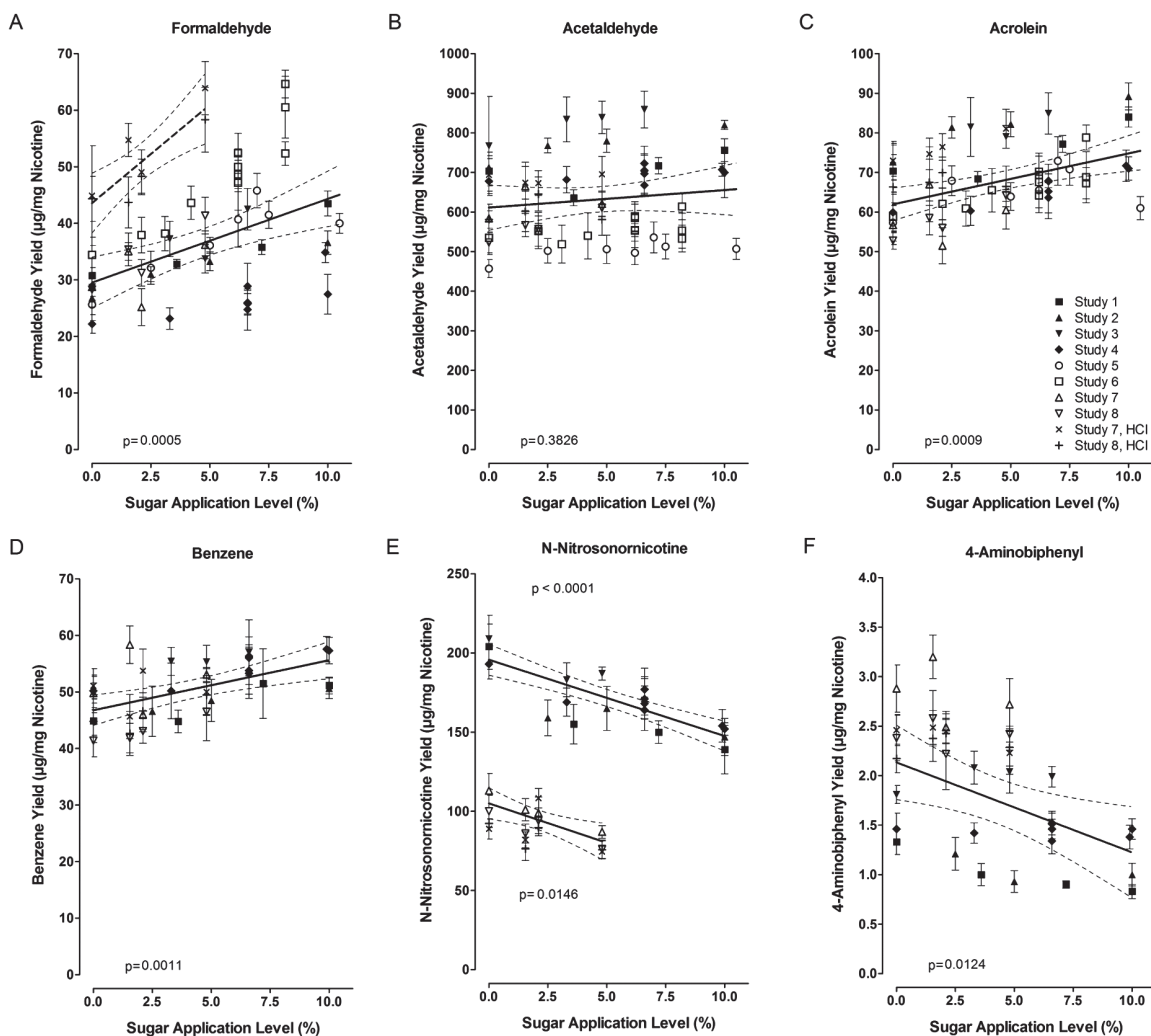 A
Formaldehyde
Formaldehyde Yield (µg/mg Nicotine)
70
60
50
40
30
20
10
0
p=0.0005
0.0 2.5 5.0 7.5 10.0
Sugar Application Level (%)
B
Acetaldehyde
Acetaldehyde Yield (µg/mg Nicotine)
1000
900
800
700
600
500
400
300
200
100
0
p=0.3826
0.0 2.5 5.0 7.5 10.0
Sugar Application Level (%)
C
Acrolein
Acrolein Yield (µg/mg Nicotine)
100
90
80
70
60
50
40
30
20
10
0
Study 1
Study 2
Study 3
Study 4
Study 5
Study 6
Study 7
Study 8
Study 7, HCI
Study 8, HCI
p=0.0009
0.0 2.5 5.0 7.5 10.0
Sugar Application Level (%)
D
Benzene
Benzene Yield (µg/mg Nicotine)
70
60
50
40
30
20
10
0
p=0.0011
0.0 2.5 5.0 7.5 10.0
Sugar Application Level (%)
E
N-Nitrosonornicotine
N-Nitrosonornicotine Yield (µg/mg Nicotine)
250
200
150
100
50
0
p < 0.0001
p=0.0146
0.0 2.5 5.0 7.5 10.0
Sugar Application Level (%)
F
4-Aminobiphenyl
4-Aminobiphenyl Yield (µg/mg Nicotine)
4.0
3.5
3.0
2.5
2.0
1.5
1.0
0.5
0.0
p=0.0124
0.0 2.5 5.0 7.5 10.0
Sugar Application Level (%)